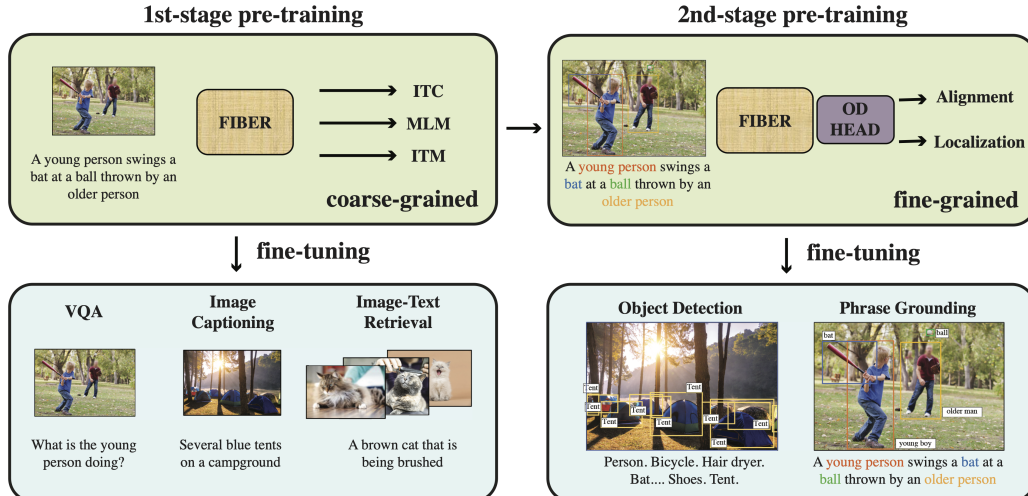 1st-stage pre-training
2nd-stage pre-training
A young person swings a
bat at a ball thrown by an
older person
FIBER
ITC
MLM
ITM
coarse-grained
A young person swings a
bat at a ball thrown by an
older person
FIBER
OD
HEAD
Alignment
Localization
fine-grained
fine-tuning
fine-tuning
VQA
What is the young
person doing?
Image
Captioning
Several blue tents
on a campground
Image-Text
Retrieval
A brown cat that is
being brushed
Object Detection
Tent
Tent
Tent
Tent
Tent
Tent
Tent
Person. Bicycle. Hair dryer.
Bat.... Shoes. Tent.
Phrase Grounding
bat
ball
older man
young boy
A young person swings a bat at a
ball thrown by an older person